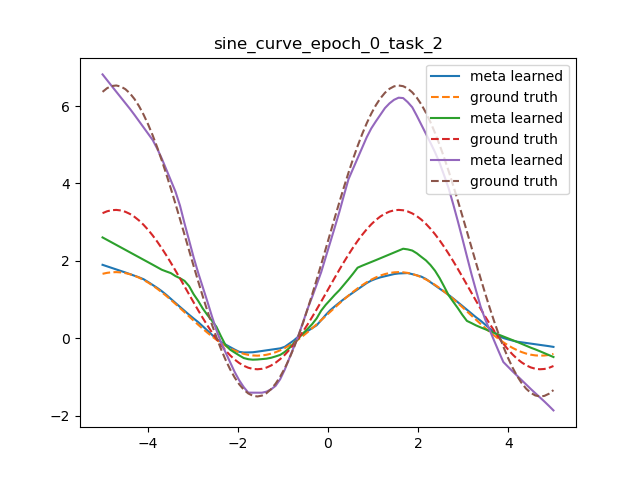 sine_curve_epoch_0_task_2
meta learned
ground truth
meta learned
ground truth
meta learned
ground truth
6
4
2
0
−2
−4
−2
0
2
4